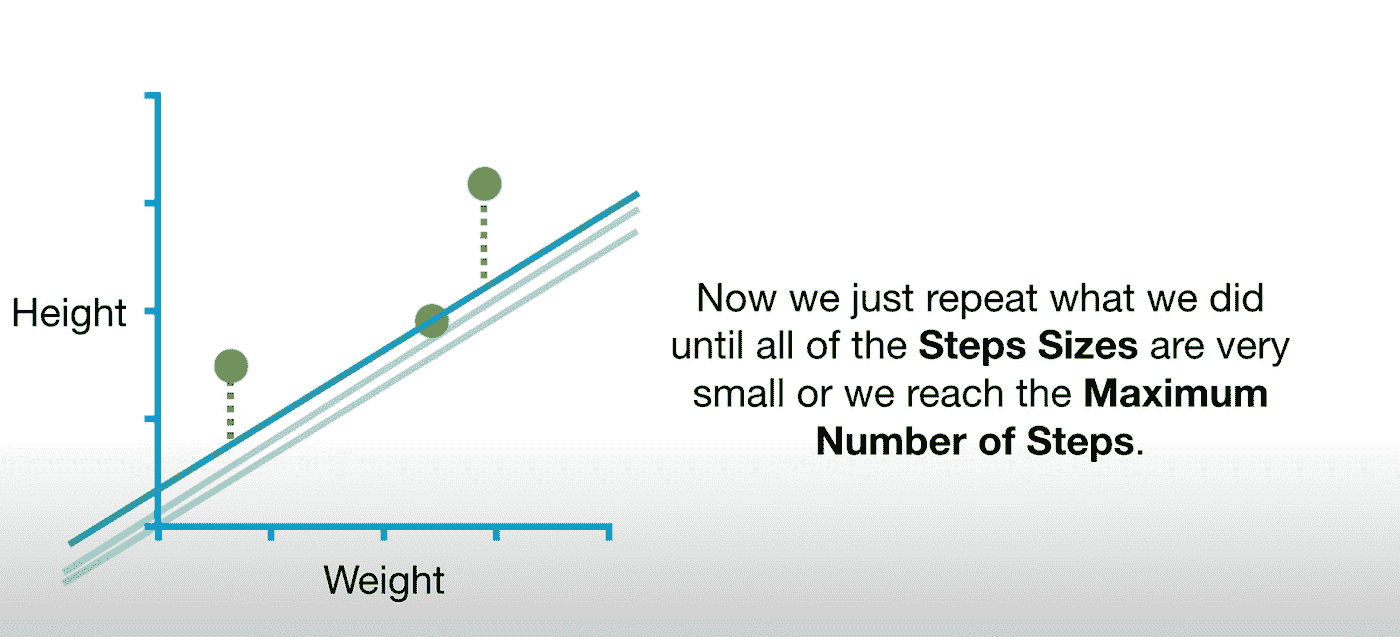 Height
Now we just repeat what we did
until all of the Steps Sizes are very
small or we reach the Maximum
Number of Steps.
Weight